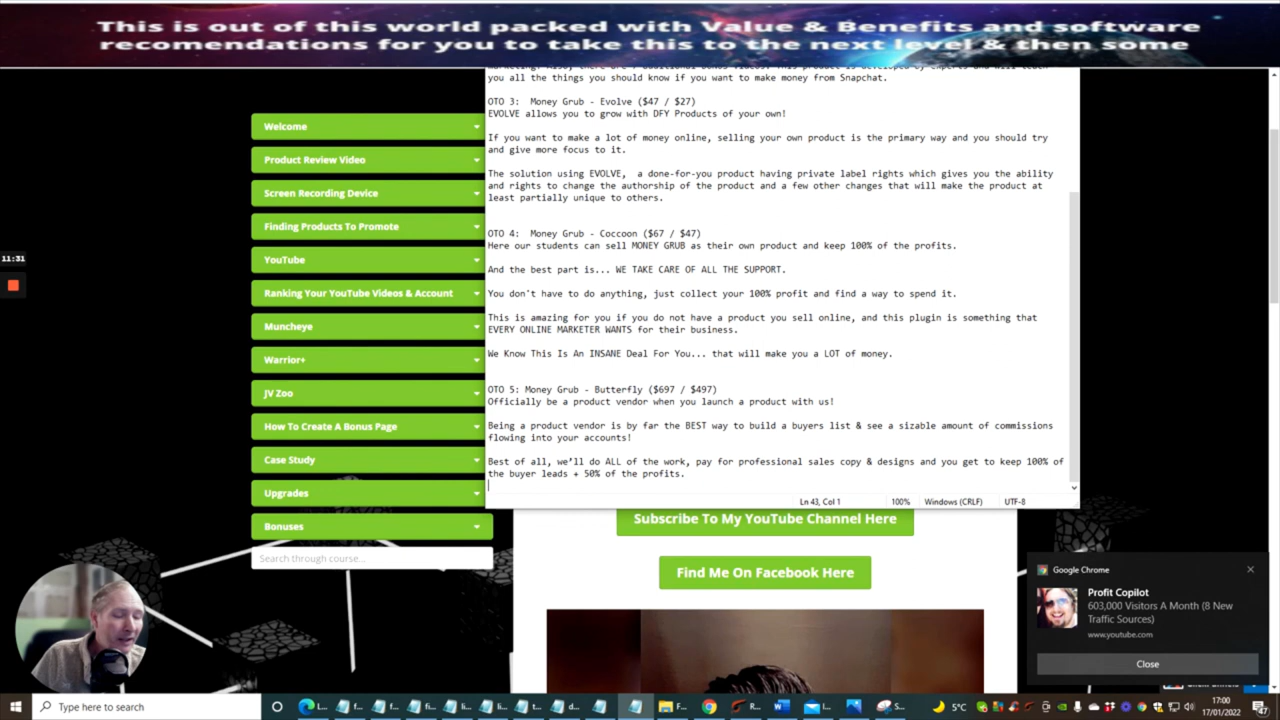 This is out of this world packed with Value & Benefits and software
recomendations for you to take this to the next level & then some
you all the things you should know if you want to make money from Snapchat.
OTO 3:  Money Grub - Evolve ($47 / $27)
EVOLVE allows you to grow with DFY Products of your own!
If you want to make a lot of money online, selling your own product is the primary way and you should try
and give more focus to it.
The solution using EVOLVE,  a done-for-you product having private label rights which gives you the ability
and rights to change the authorship of the product and a few other changes that will make the product at
least partially unique to others.
OTO 4:  Money Grub - Coccoon ($67 / $47)
Here our students can sell MONEY GRUB as their own product and keep 100% of the profits.
And the best part is... WE TAKE CARE OF ALL THE SUPPORT.
You don't have to do anything, just collect your 100% profit and find a way to spend it.
This is amazing for you if you do not have a product you sell online, and this plugin is something that
EVERY ONLINE MARKETER WANTS for their business.
We Know This Is An INSANE Deal For You... that will make you a LOT of money.
OTO 5: Money Grub - Butterfly ($697 / $497)
Officially be a product vendor when you launch a product with us!
Being a product vendor is by far the BEST way to build a buyers list & see a sizable amount of commissions
flowing into your accounts!
Best of all, we'll do ALL of the work, pay for professional sales copy & designs and you get to keep 100% of
the buyer leads + 50% of the profits.
Ln 43, Col 1
100%
Windows (CRLF)
UTF-8
Welcome
Product Review Video
Screen Recording Device
Finding Products To Promote
YouTube
Ranking Your YouTube Videos & Account
Muncheye
Warrior+
JV Zoo
How To Create A Bonus Page
Case Study
Upgrades
Bonuses
Search through course...
11:31
Subscribe To My YouTube Channel Here
Find Me On Facebook Here
Google Chrome
Profit Copilot
603,000 Visitors A Month (8 New
Traffic Sources)
www.youtube.com
Close
Type here to search
5°C
17:00
17/01/2022